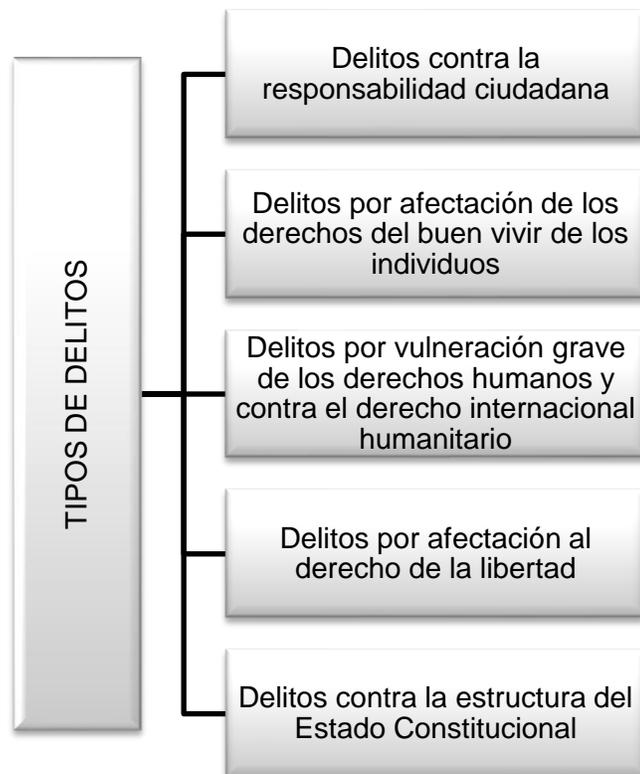 TIPOS DE DELITOS
Delitos contra la
responsabilidad ciudadana
Delitos por afectación de los
derechos del buen vivir de los
individuos
Delitos por vulneración grave
de los derechos humanos y
contra el derecho internacional
humanitario
Delitos por afectación al
derecho de la libertad
Delitos contra la estructura del
Estado Constitucional